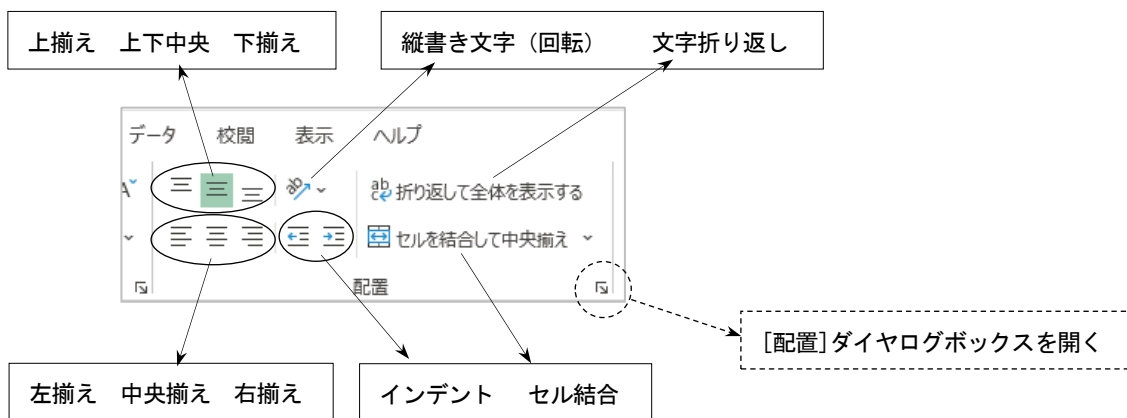 上揃え　上下中央　下揃え
縦書き文字（回転）　　文字折り返し
データ　校閲　表示　ヘルプ
折り返して全体を表示する
セルを結合して中央揃え
配置
[配置]ダイヤログボックスを開く
左揃え　中央揃え　右揃え
インデント　セル結合